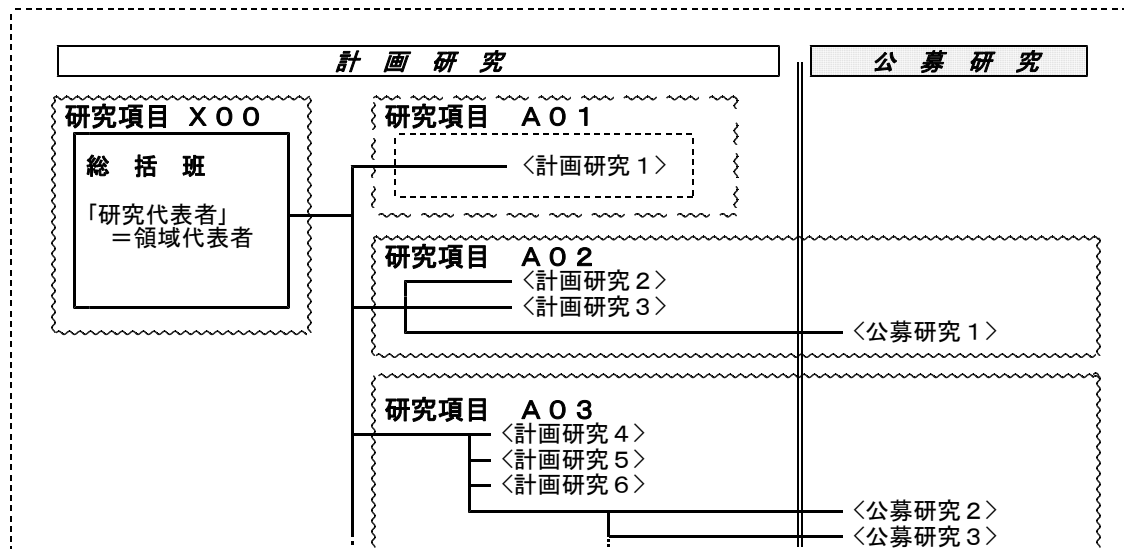 計 画 研 究
公 募 研 究
研究項目 X00
総 括 班
「研究代表者」
＝領域代表者
研究項目 A01
〈計画研究１〉
研究項目 A02
〈計画研究２〉
〈計画研究３〉
〈公募研究１〉
研究項目 A03
〈計画研究４〉
〈計画研究５〉
〈計画研究６〉
〈公募研究２〉
〈公募研究３〉